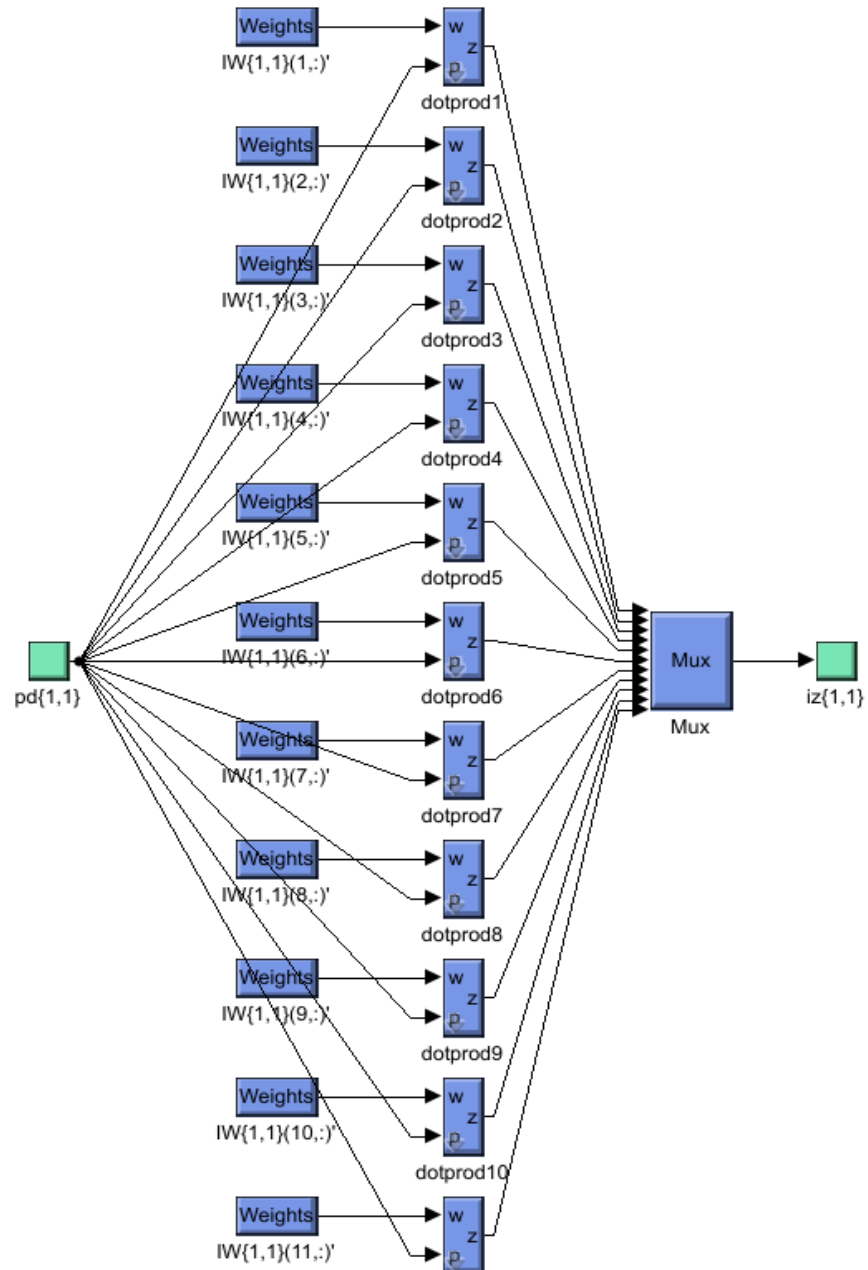 Weights
w
z
p
IW{1,1}(1,:)'
dotprod1
Weights
w
z
p
IW{1,1}(2,:)'
dotprod2
Weights
w
z
p
IW{1,1}(3,:)'
dotprod3
Weights
w
z
p
IW{1,1}(4,:)'
dotprod4
Weights
w
z
p
IW{1,1}(5,:)'
dotprod5
Weights
w
z
p
IW{1,1}(6,:)'
dotprod6
pd{1,1}
Mux
Mux
iz{1,1}
Weights
w
z
p
IW{1,1}(7,:)'
dotprod7
Weights
w
z
p
IW{1,1}(8,:)'
dotprod8
Weights
w
z
p
IW{1,1}(9,:)'
dotprod9
Weights
w
z
p
IW{1,1}(10,:)'
dotprod10
Weights
w
z
p
IW{1,1}(11,:)'